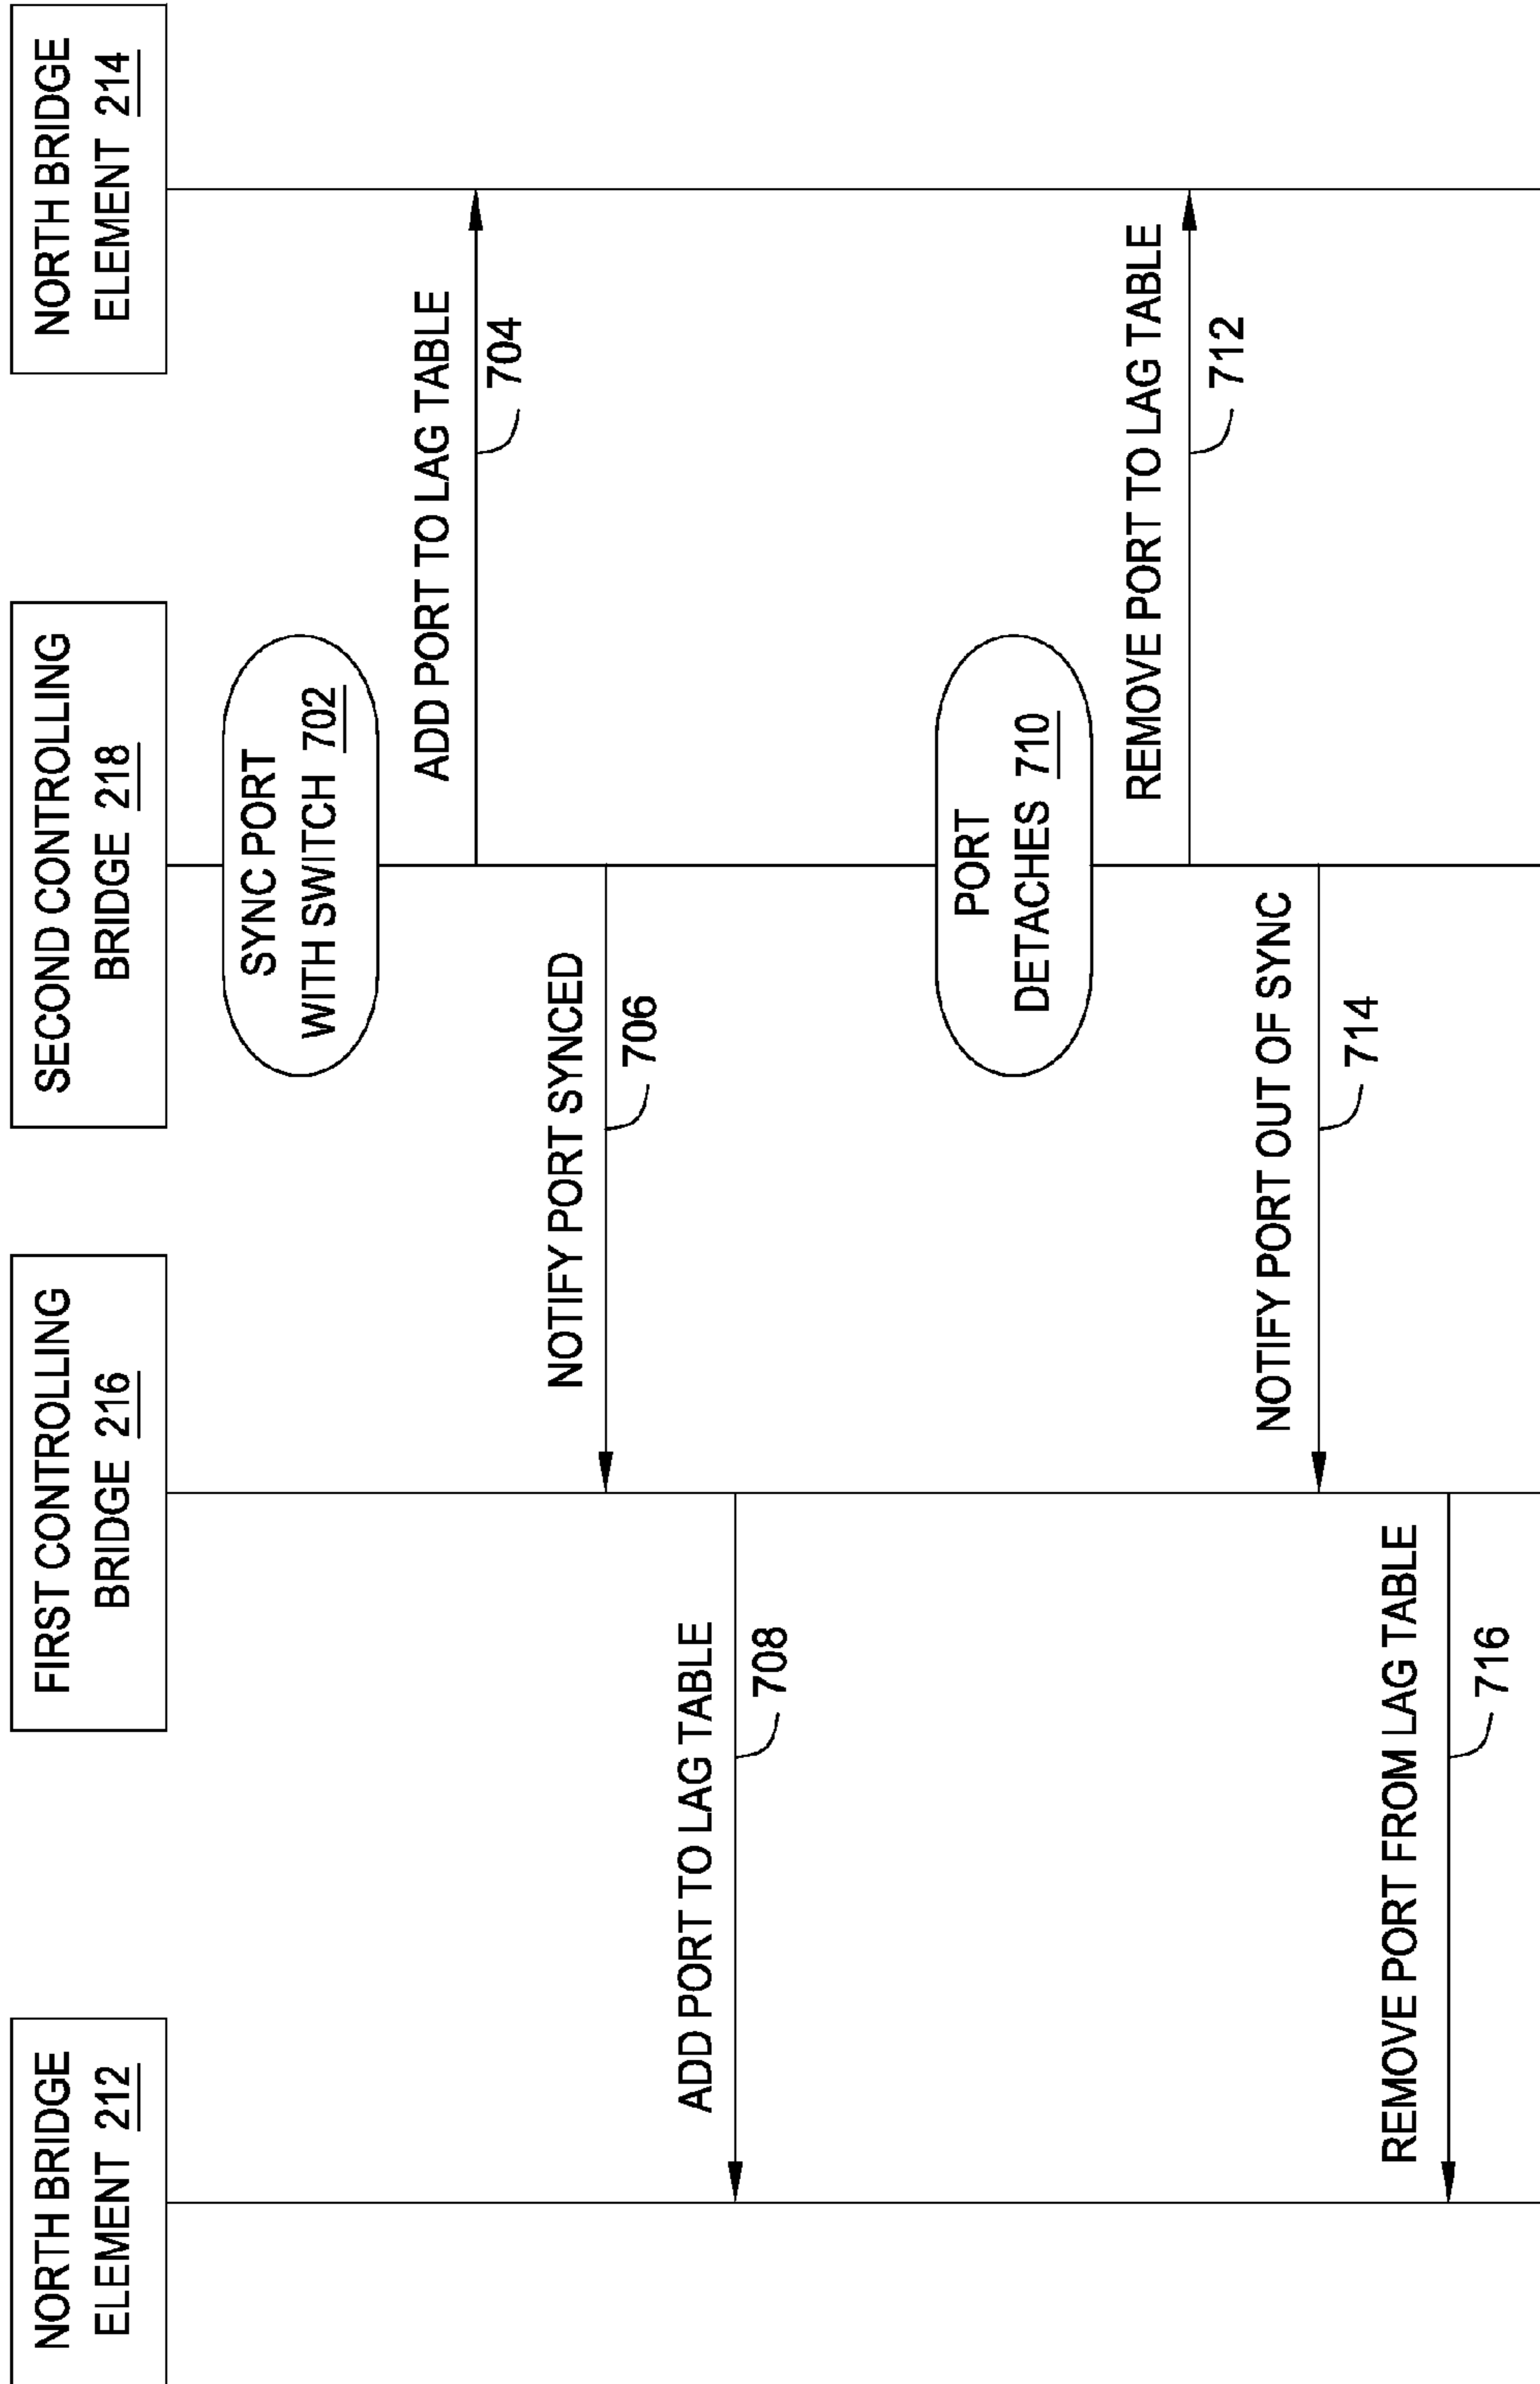 NORTH BRIDGE
ELEMENT 212
FIRST CONTROLLING
BRIDGE 216
SECOND CONTROLLING
BRIDGE 218
NORTH BRIDGE
ELEMENT 214
SYNC PORT
WITH SWITCH 702
ADD PORT TO LAG TABLE
704
NOTIFY PORT SYNCED
706
ADD PORT TO LAG TABLE
708
PORT
DETACHES 710
REMOVE PORT TO LAG TABLE
712
NOTIFY PORT OUT OF SYNC
714
REMOVE PORT FROM LAG TABLE
716